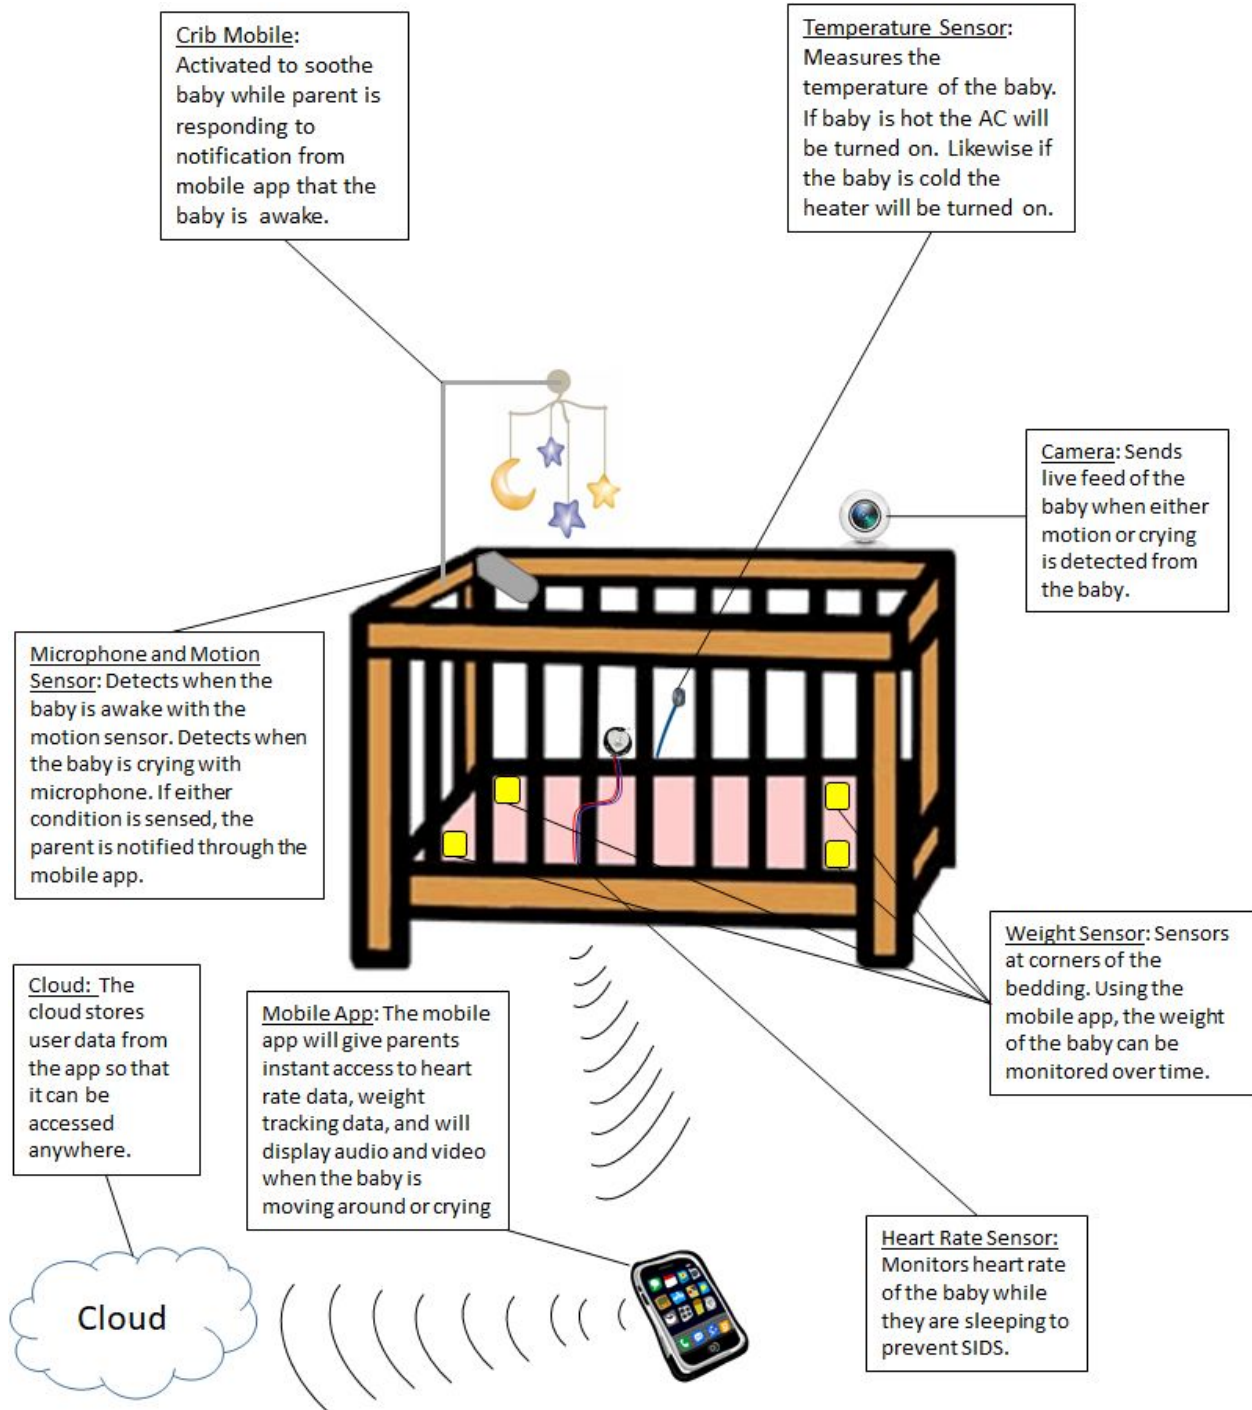 Crib Mobile:
Activated to soothe
baby while parent is
responding to
notification from
mobile app that the
baby is awake.
Temperature Sensor:
Measures the
temperature of the baby.
If baby is hot the AC will
be turned on. Likewise if
the baby is cold the
heater will be turned on.
Camera: Sends
live feed of the
baby when either
motion or crying
is detected from
the baby.
Microphone and Motion
Sensor: Detects when the
baby is awake with the
motion sensor. Detects when
the baby is crying with
microphone. If either
condition is sensed, the
parent is notified through the
mobile app.
Weight Sensor: Sensors
at corners of the
bedding. Using the
mobile app, the weight
of the baby can be
monitored over time.
Cloud: The
cloud stores
user data from
the app so that
it can be
accessed
anywhere.
Mobile App: The mobile
app will give parents
instant access to heart
rate data, weight
tracking data, and will
display audio and video
when the baby is
moving around or crying
Heart Rate Sensor:
Monitors heart rate
of the baby while
they are sleeping to
prevent SIDS.
Cloud